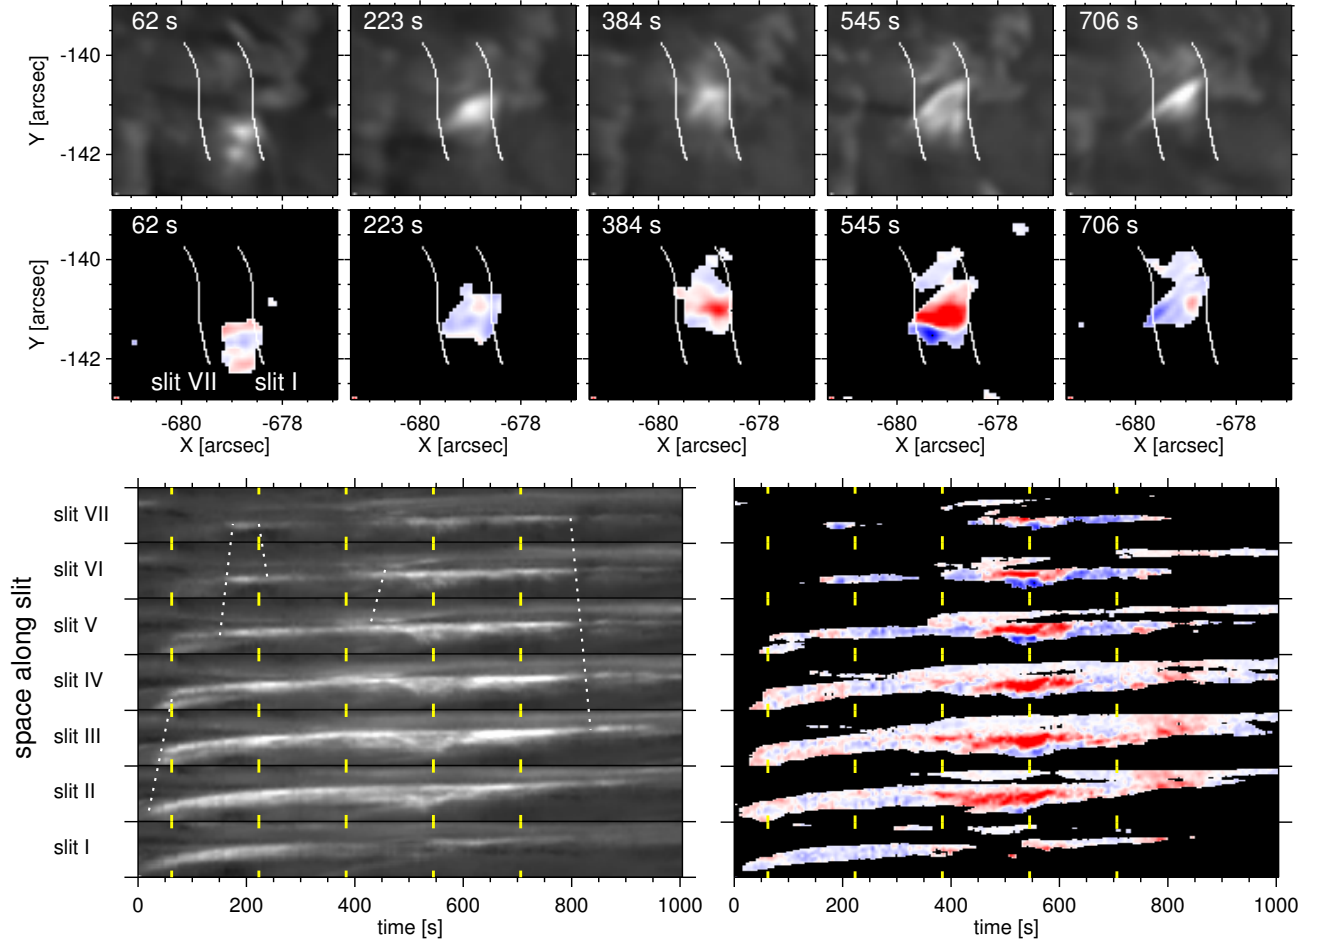 62 s 223 s 384 s 545 s 706 s
-140
-142
Y [arcsec]
62 s 223 s 384 s 545 s 706 s
-140
-142
Y [arcsec]
slit VII slit I
-680 -678 -680 -678 -680 -678 -680 -678 -680 -678
X [arcsec] X [arcsec] X [arcsec] X [arcsec] X [arcsec]
space along slit
slit VII
slit VI
slit V
slit IV
slit III
slit II
slit I
0 200 400 600 800 1000 0 200 400 600 800 1000
time [s] time [s]